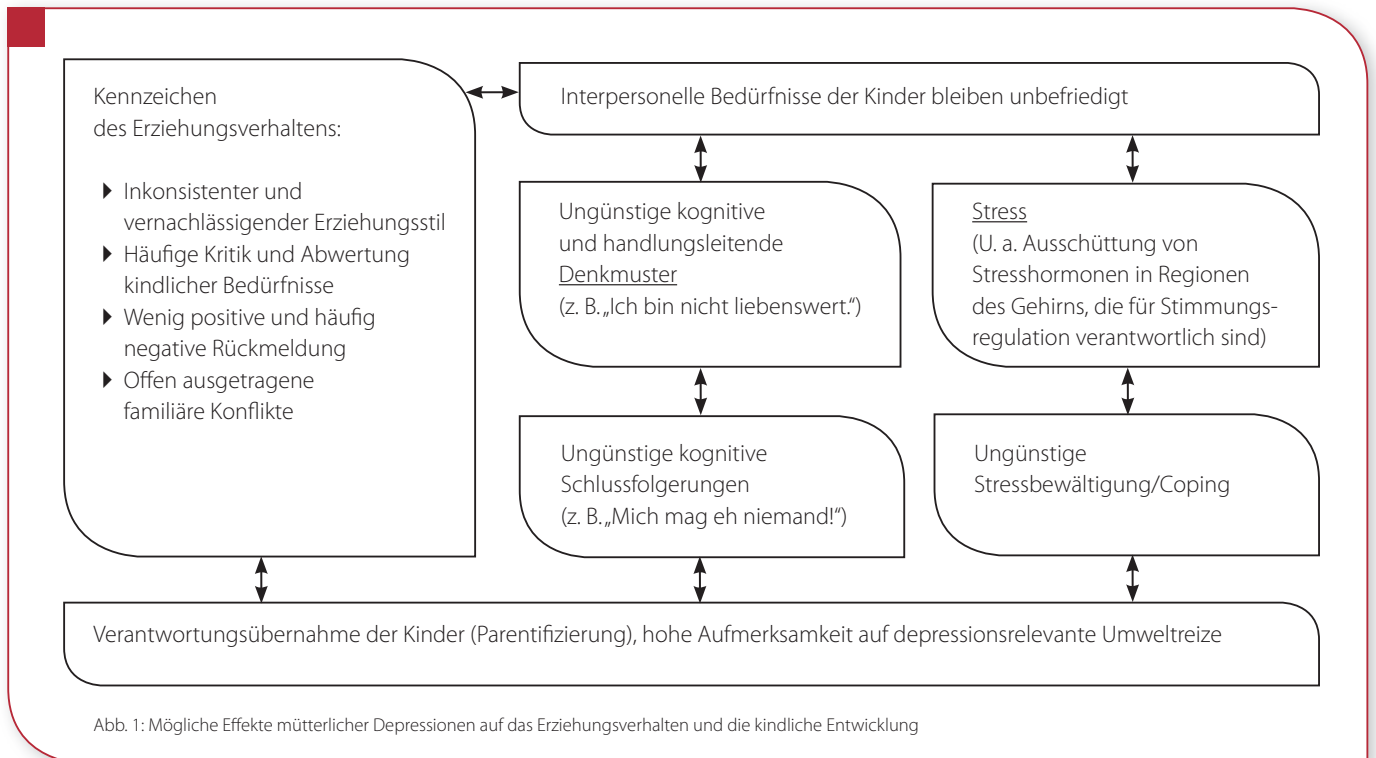 Kennzeichen
des Erziehungsverhaltens:
Inkonsistenter und
vernachlässigender Erziehungsstil
Häufige Kritik und Abwertung
kindlicher Bedürfnisse
Wenig positive und häufig
negative Rückmeldung
Offen ausgetragene
familiäre Konflikte
Interpersonelle Bedürfnisse der Kinder bleiben unbefriedigt
Ungünstige kognitive
und handlungsleitende
Denkmuster
(z. B. „Ich bin nicht liebenswert.“)
Stress
(U. a. Ausschüttung von
Stresshormonen in Regionen
des Gehirns, die für Stimmungs-
regulation verantwortlich sind)
Ungünstige kognitive
Schlussfolgerungen
(z. B. „Mich mag eh niemand!“)
Ungünstige
Stressbewältigung/Coping
Verantwortungsübernahme der Kinder (Parentifizierung), hohe Aufmerksamkeit auf depressionsrelevante Umweltreize
Abb. 1: Mögliche Effekte mütterlicher Depressionen auf das Erziehungsverhalten und die kindliche Entwicklung